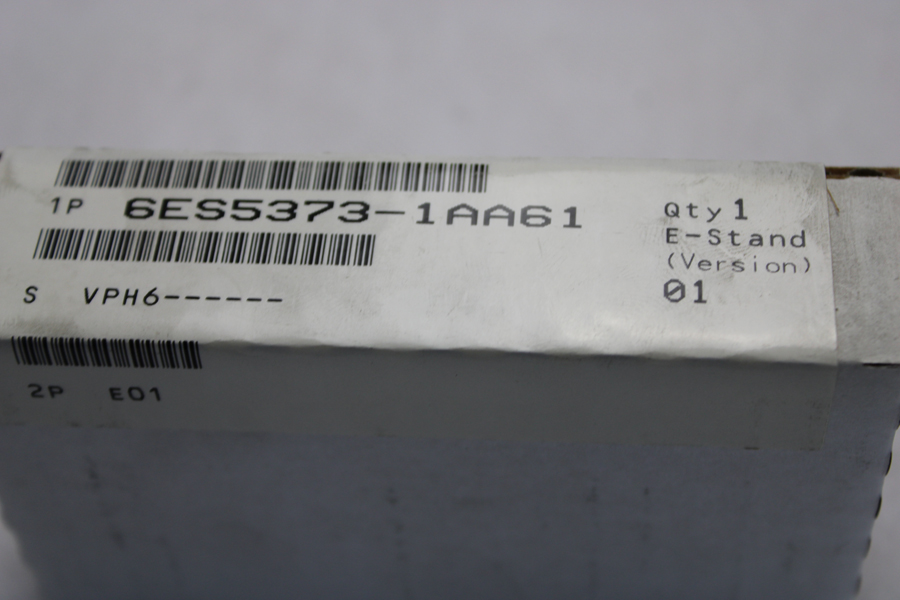 1P 6ES5373-1AA61
Qty 1
E-Stand
(Version)
01
S VPH6------
2P E01